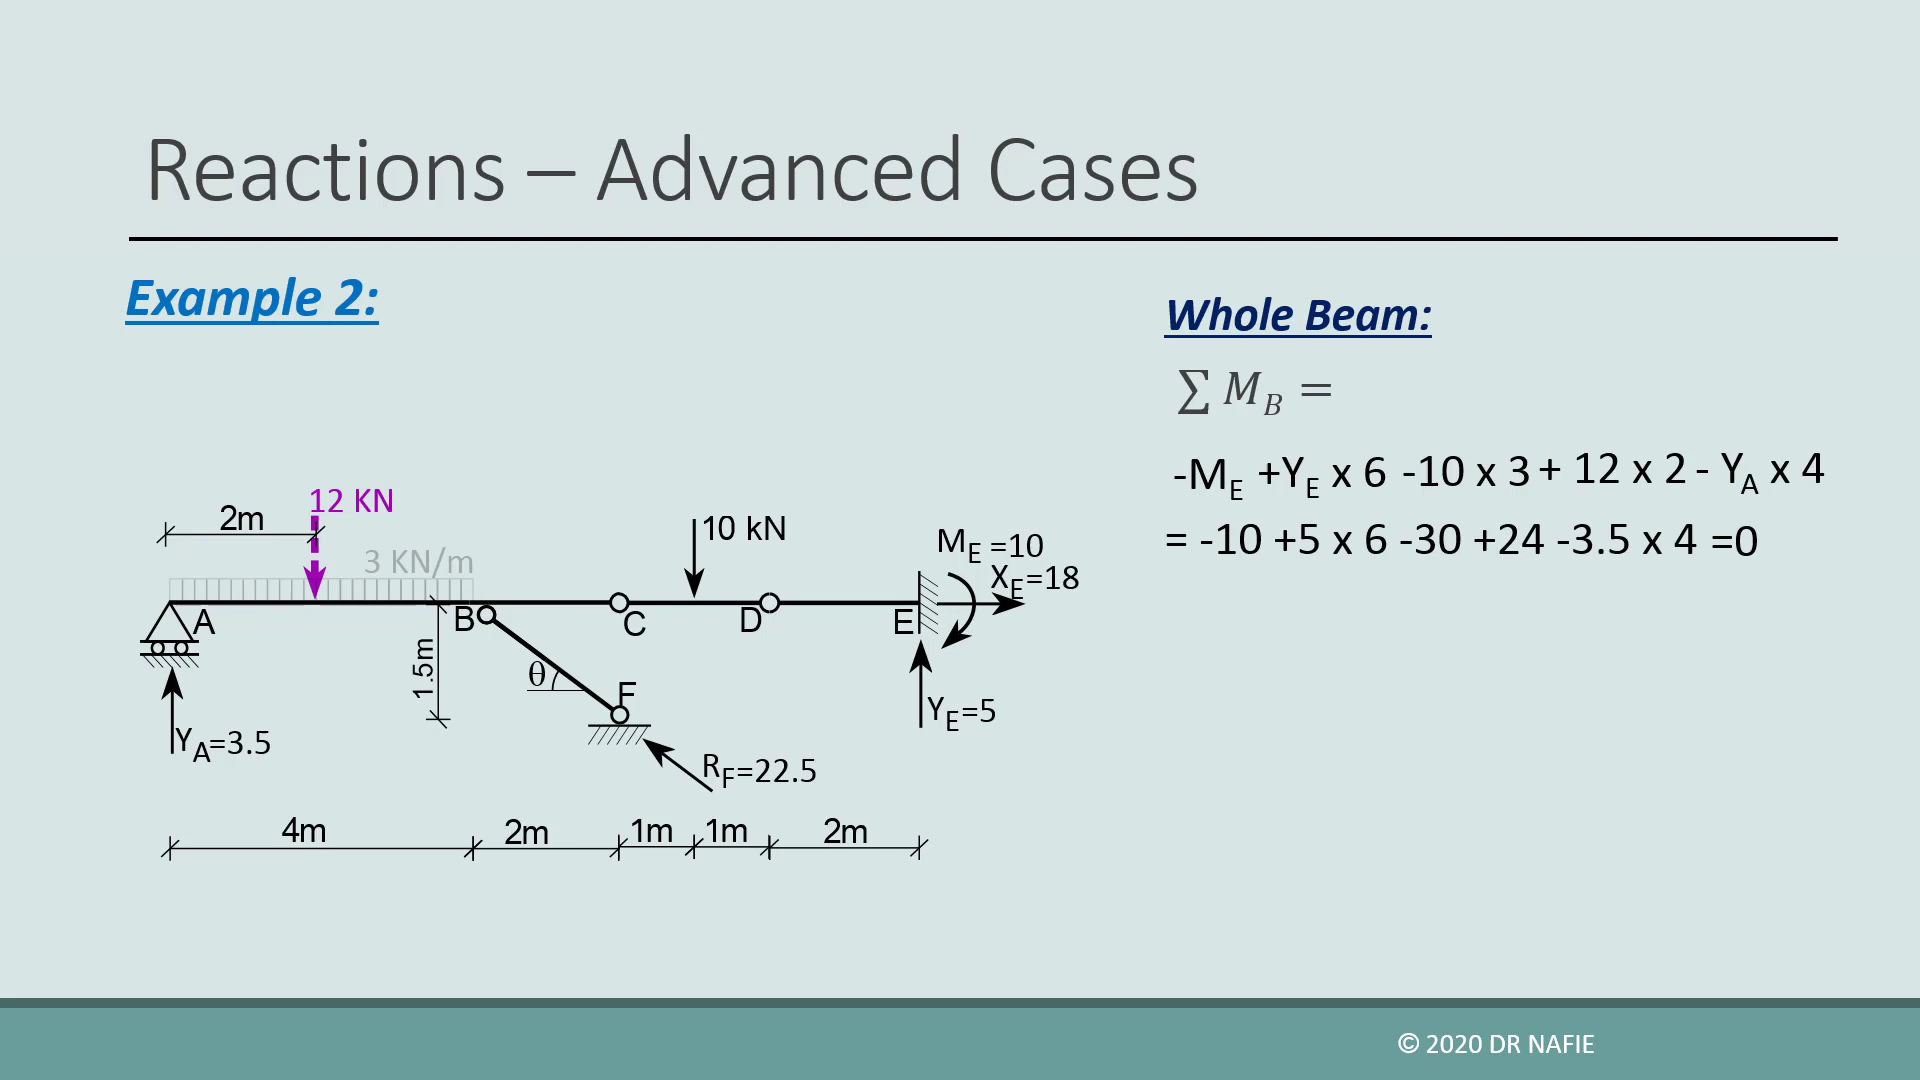 Reactions – Advanced Cases
Example 2:
Whole Beam:
∑ M_B =
-M_E +Y_E x 6 -10 x 3 + 12 x 2 - Y_A x 4
= -10 +5 x 6 -30 +24 -3.5 x 4 =0
12 KN
2m
10 kN
3 KN/m
M_E =10
X_E=18
A
B
C
D
E
1.5m
θ
F
Y_A=3.5
Y_E=5
R_F=22.5
4m
2m
1m
1m
2m
© 2020 DR NAFIE